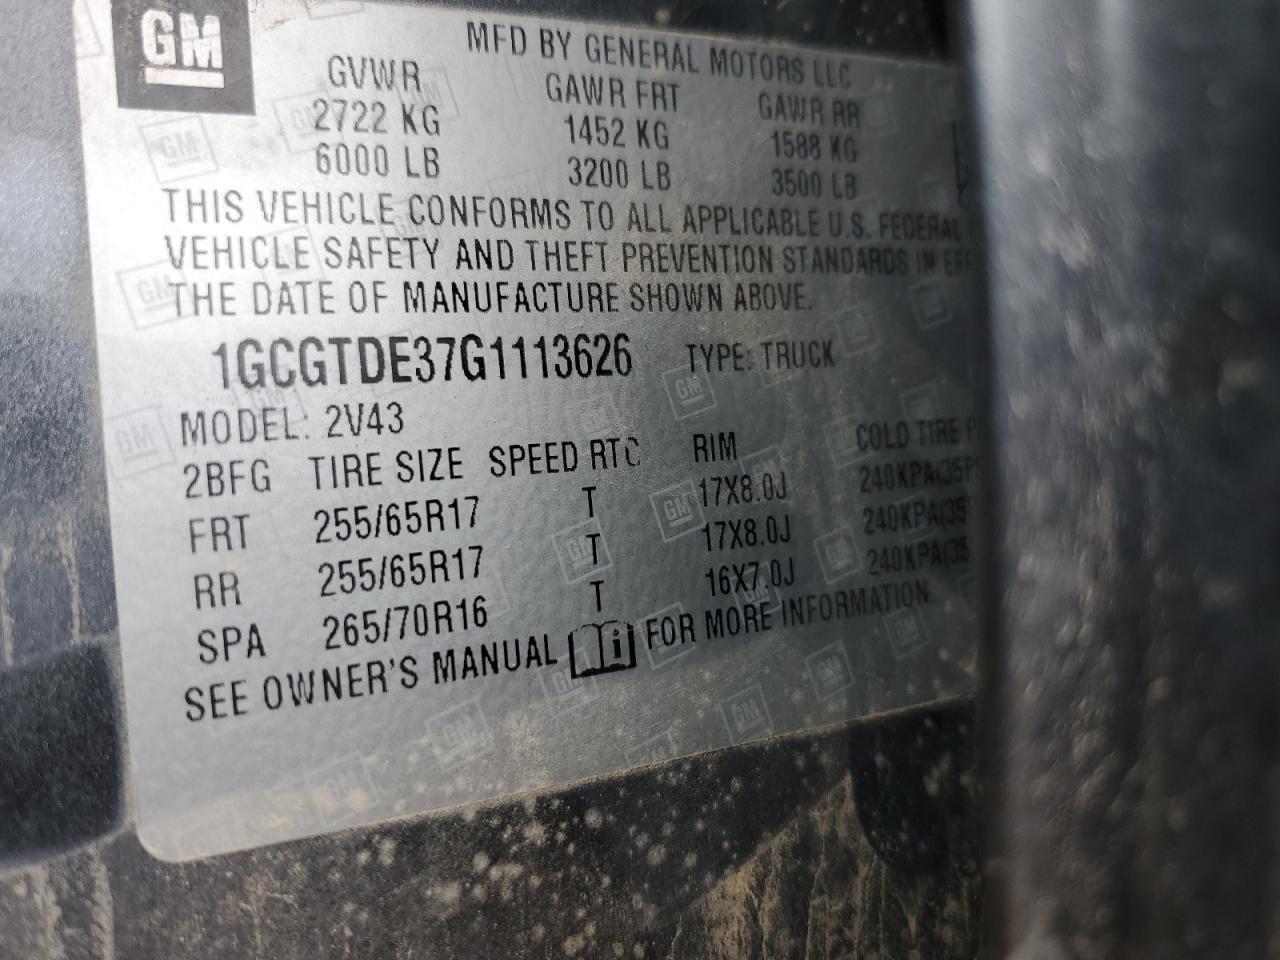 GM
MFD BY GENERAL MOTORS LLC
GVWR GAWR FRT GAWR RR
2722 KG 1452 KG 1588 KG
6000 LB 3200 LB 3500 LB
THIS VEHICLE CONFORMS TO ALL APPLICABLE U.S. FEDERAL
VEHICLE SAFETY AND THEFT PREVENTION STANDARDS IN EFF
THE DATE OF MANUFACTURE SHOWN ABOVE.
1GCGTDE37G1113626 TYPE: TRUCK
MODEL: 2V43
2BFG TIRE SIZE SPEED RTG RIM COLD TIRE P
FRT 255/65R17 T 17X8.0J 240KPA(35P
RR 255/65R17 T 17X8.0J 240KPA(35
SPA 265/70R16 T 16X7.0J 240KPA(35
SEE OWNER'S MANUAL FOR MORE INFORMATION